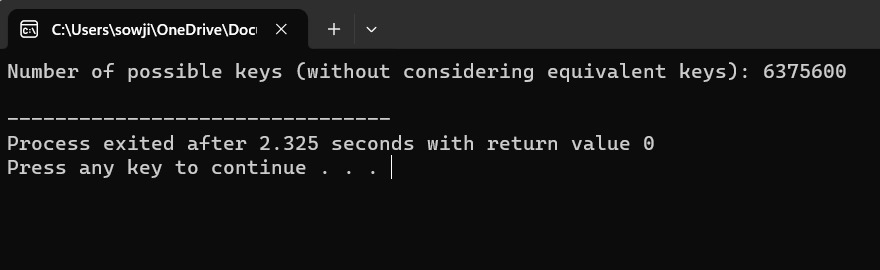 C:\Users\sowji\OneDrive\Doc
Number of possible keys (without considering equivalent keys): 6375600
--------------------------------
Process exited after 2.325 seconds with return value 0
Press any key to continue . . .